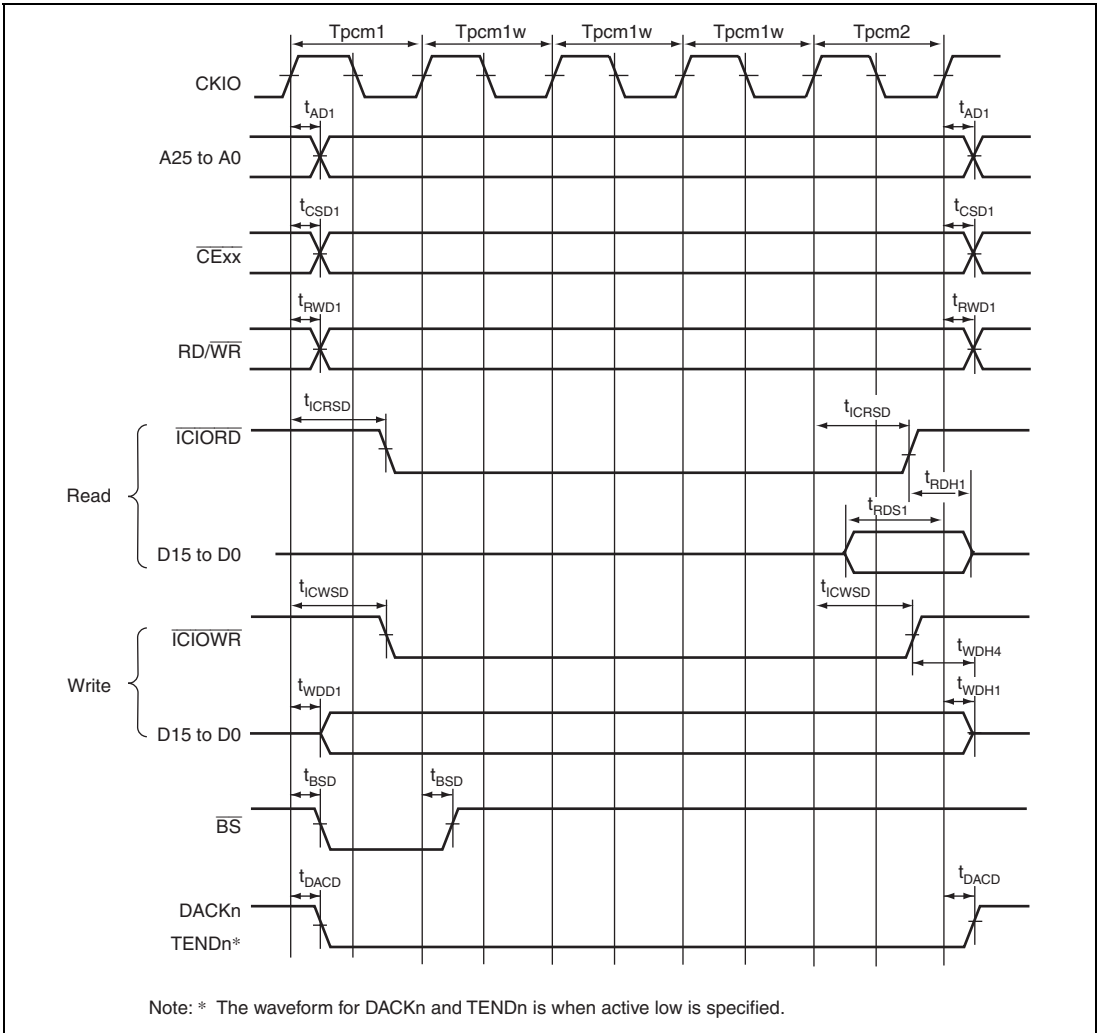 Tpcm1 Tpcm1w Tpcm1w Tpcm1w Tpcm2
CKIO
tAD1 tAD1
A25 to A0
tCSD1 tCSD1
CExx
tRWD1 tRWD1
RD/WR
tICRSD tICRSD
ICIORD
tRDH1
Read
tRDS1
D15 to D0
tICWSD tICWSD
ICIOWR
tWDH4
Write
tWDD1 tWDH1
D15 to D0
tBSD tBSD
BS
tDACD tDACD
DACKn
TENDn*
Note: * The waveform for DACKn and TENDn is when active low is specified.